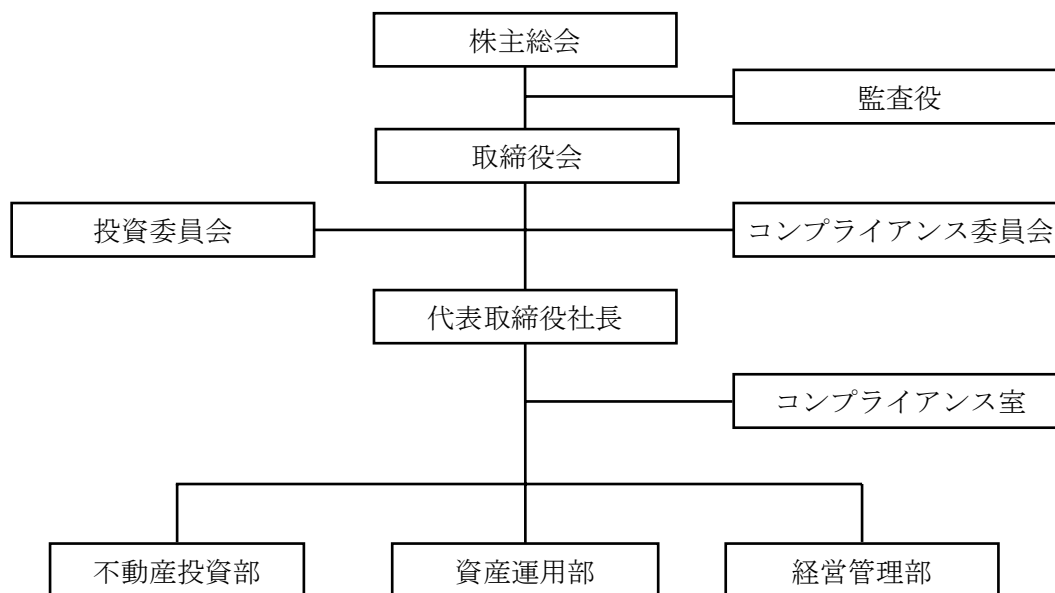 株主総会
監査役
取締役会
投資委員会
コンプライアンス委員会
代表取締役社長
コンプライアンス室
不動産投資部
資産運用部
経営管理部